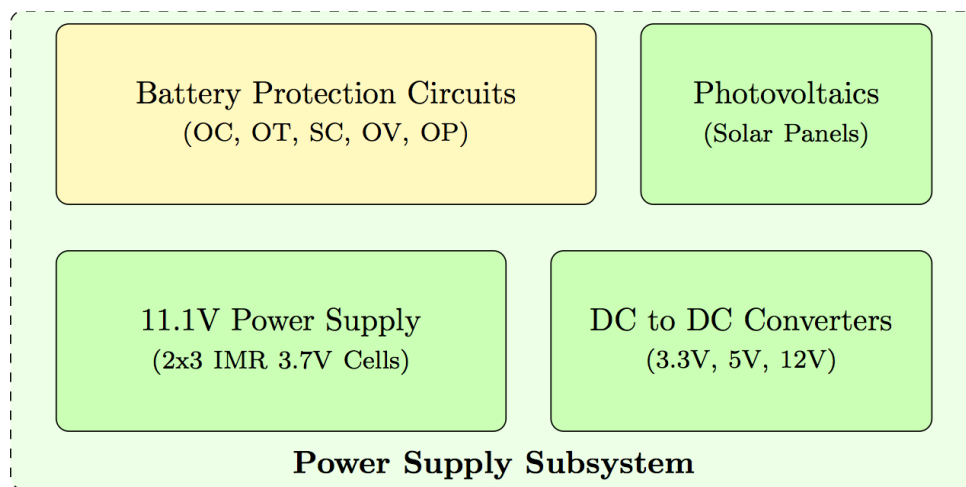 Battery Protection Circuits
(OC, OT, SC, OV, OP)
Photovoltaics
(Solar Panels)
11.1V Power Supply
(2x3 IMR 3.7V Cells)
DC to DC Converters
(3.3V, 5V, 12V)
Power Supply Subsystem